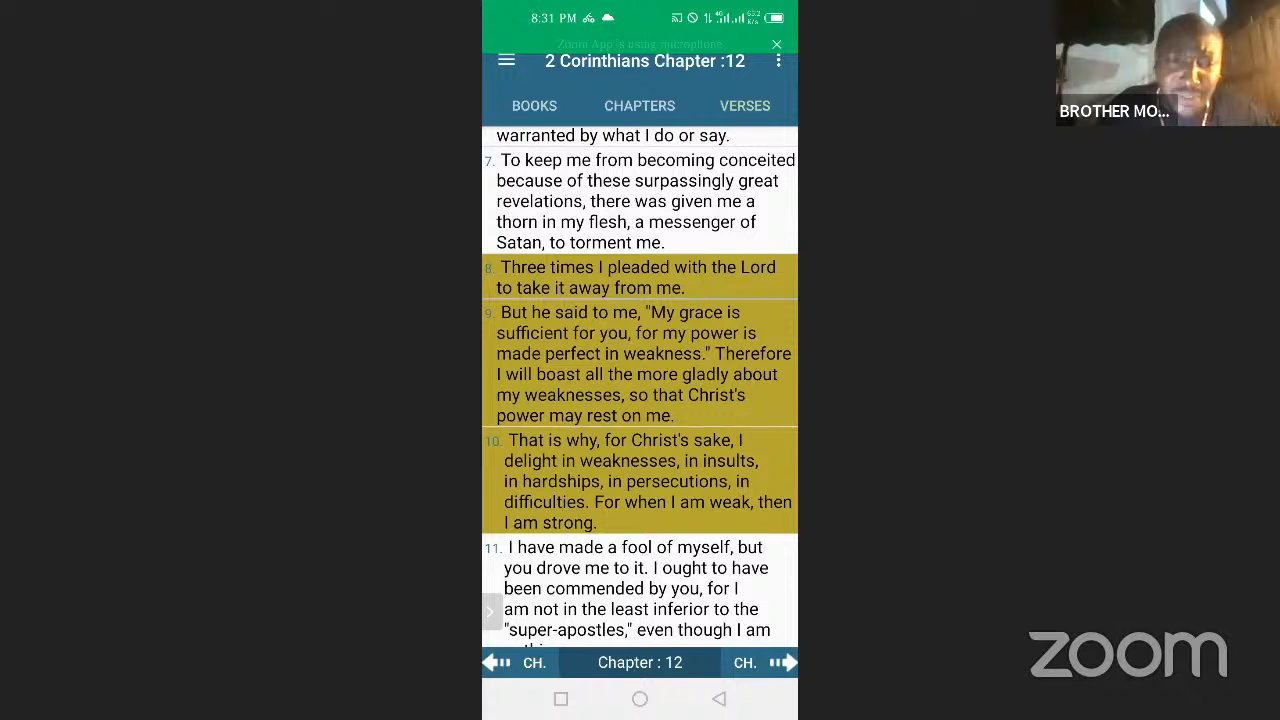 8:31 PM
Zoom App is using microphone
2 Corinthians Chapter :12
BROTHER MO...
BOOKS CHAPTERS VERSES
warranted by what I do or say.
7. To keep me from becoming conceited
because of these surpassingly great
revelations, there was given me a
thorn in my flesh, a messenger of
Satan, to torment me.
8. Three times I pleaded with the Lord
to take it away from me.
9. But he said to me, "My grace is
sufficient for you, for my power is
made perfect in weakness." Therefore
I will boast all the more gladly about
my weaknesses, so that Christ's
power may rest on me.
10. That is why, for Christ's sake, I
delight in weaknesses, in insults,
in hardships, in persecutions, in
difficulties. For when I am weak, then
I am strong.
11. I have made a fool of myself, but
you drove me to it. I ought to have
been commended by you, for I
am not in the least inferior to the
"super-apostles," even though I am
CH. Chapter : 12 CH.
zoom